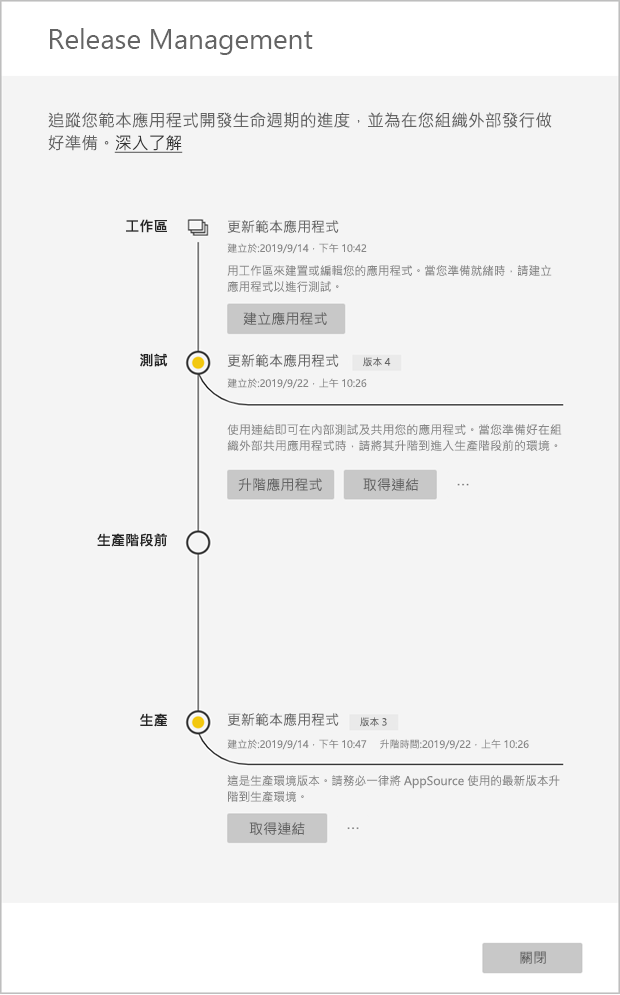 Release Management
追蹤您範本應用程式開發生命週期的進度，並為在您組織外部發行做
好準備。深入了解
工作區
更新範本應用程式
建立於:2019/9/14，下午 10:42
用工作區來建置或編輯您的應用程式。當您準備就緒時，請建立
應用程式以進行測試。
建立應用程式
測試
更新範本應用程式 版本 4
建立於:2019/9/22，上午 10:26
使用連結即可在內部測試及共用您的應用程式。當您準備好在組
織外部共用應用程式時，請將其升階到進入生產階段前的環境。
升階應用程式 取得連結 …
生產階段前
生產
更新範本應用程式 版本 3
建立於:2019/9/14，下午 10:47 升階時間:2019/9/22，上午 10:26
這是生產環境版本。請務必一律將 AppSource 使用的最新版本升
階到生產環境。
取得連結 …
關閉